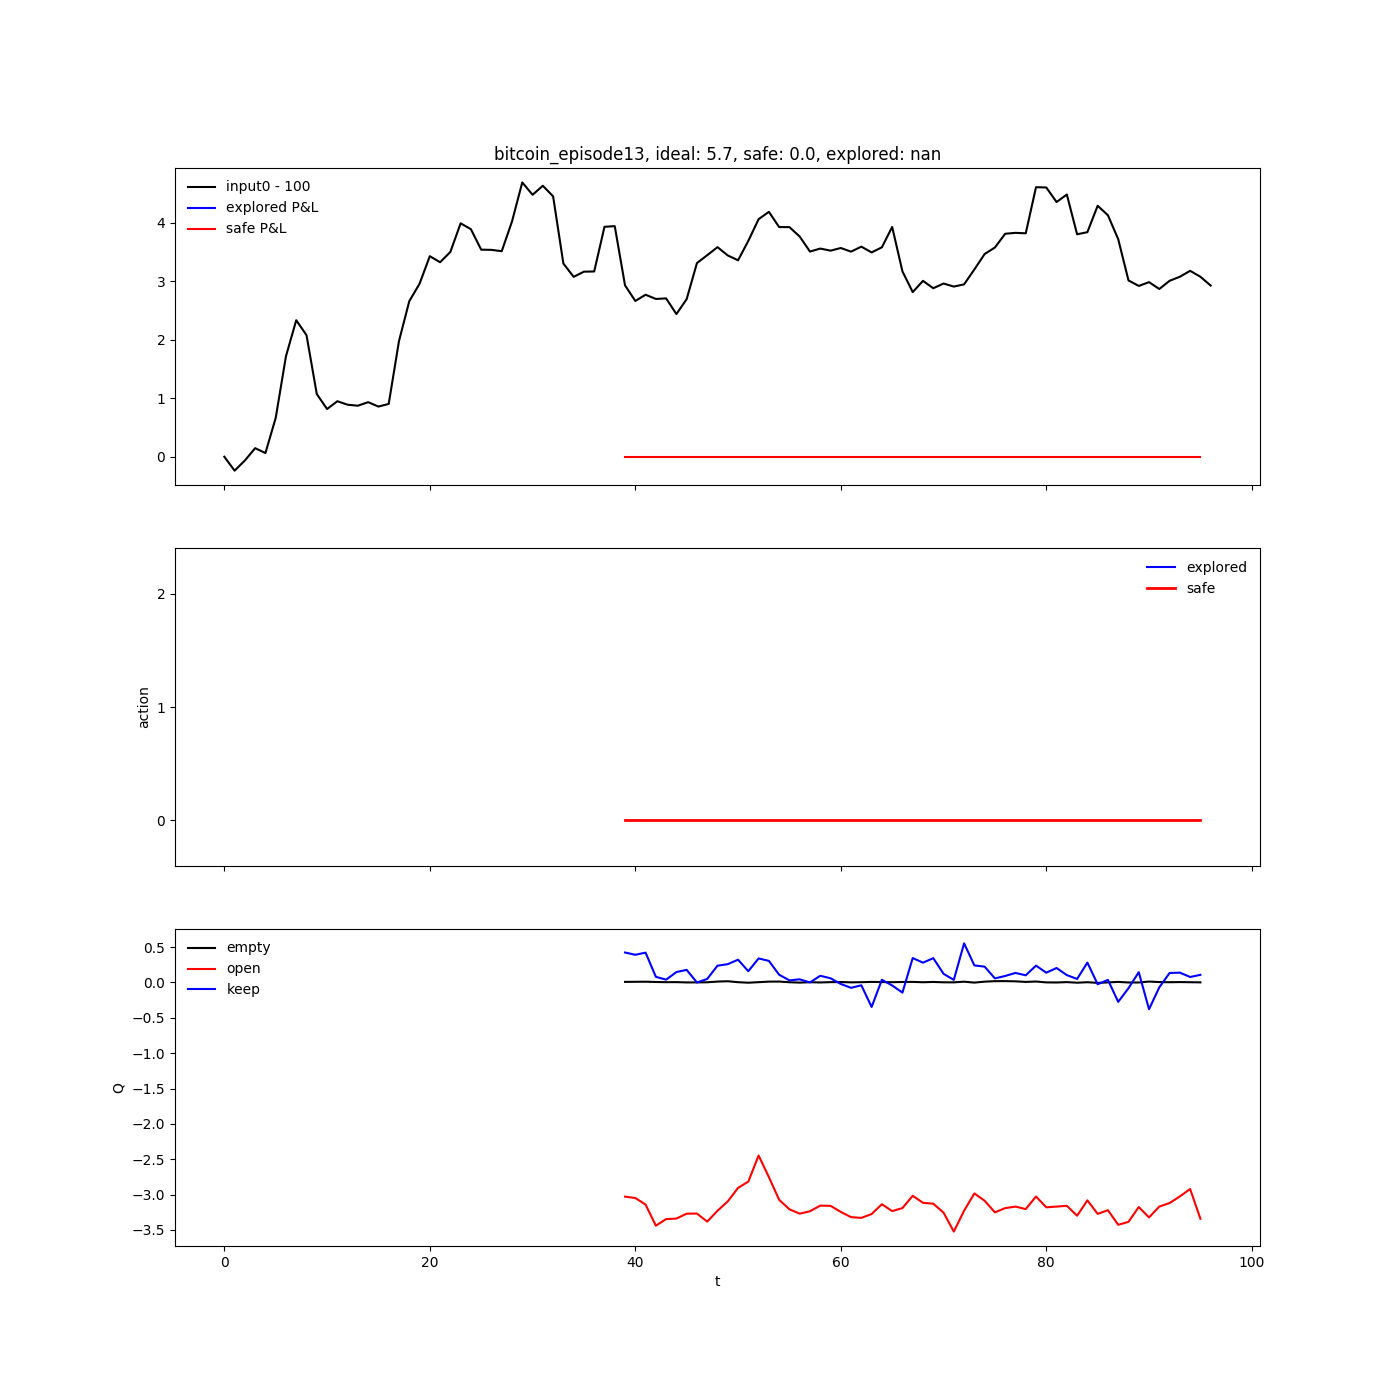 bitcoin_episode13, ideal: 5.7, safe: 0.0, explored: nan
input0 - 100
explored P&L
safe P&L
4
3
2
1
0
explored
safe
2
1
0
action
empty
open
keep
0.5
0.0
−0.5
−1.0
−1.5
−2.0
−2.5
−3.0
−3.5
Q
0 20 40 60 80 100
t